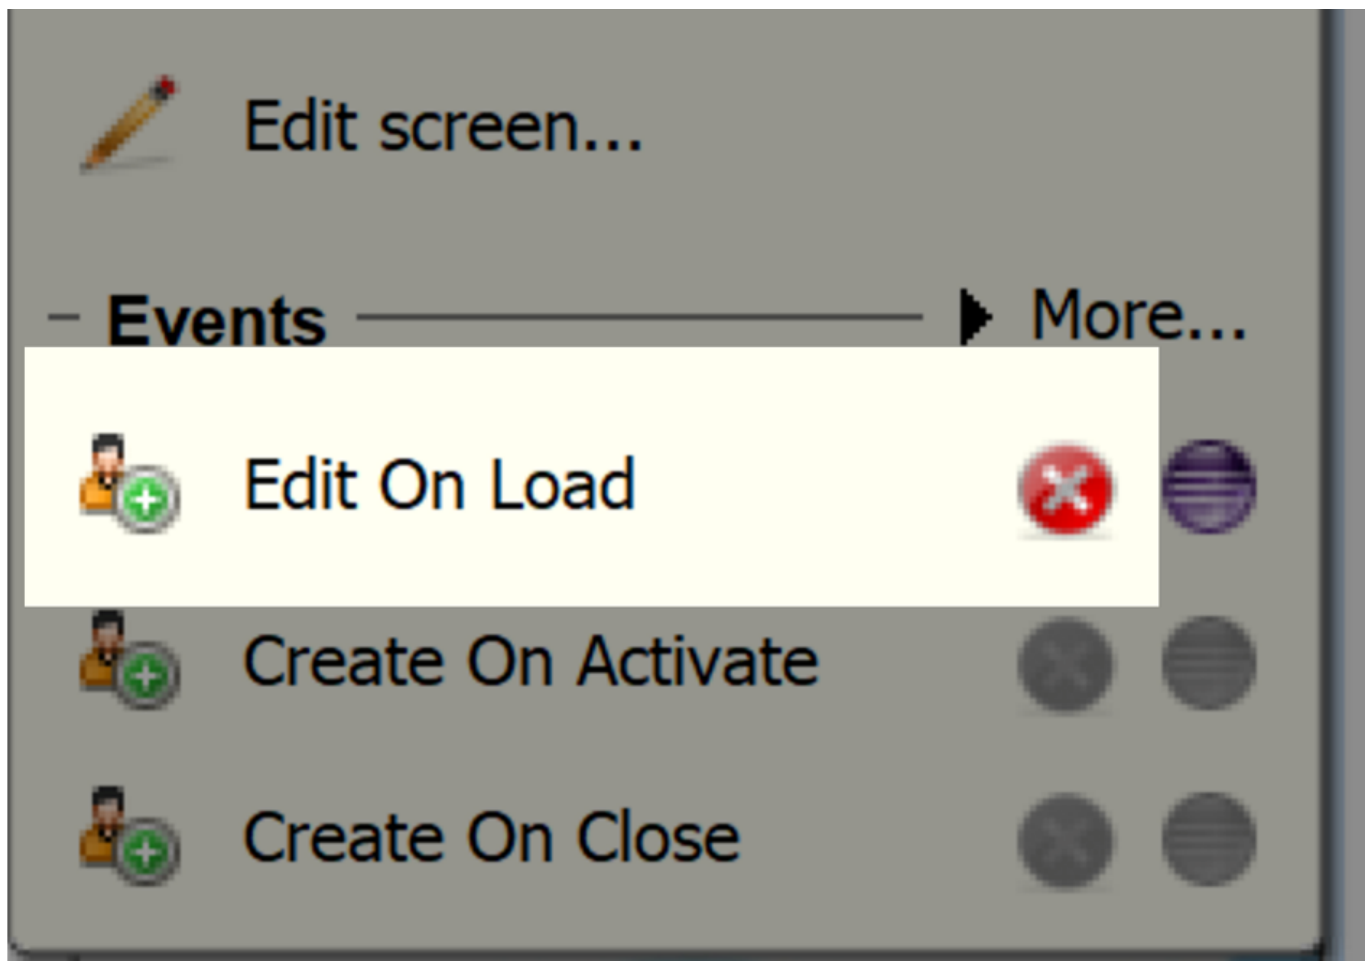 Edit screen...
Events More...
Edit On Load
Create On Activate
Create On Close